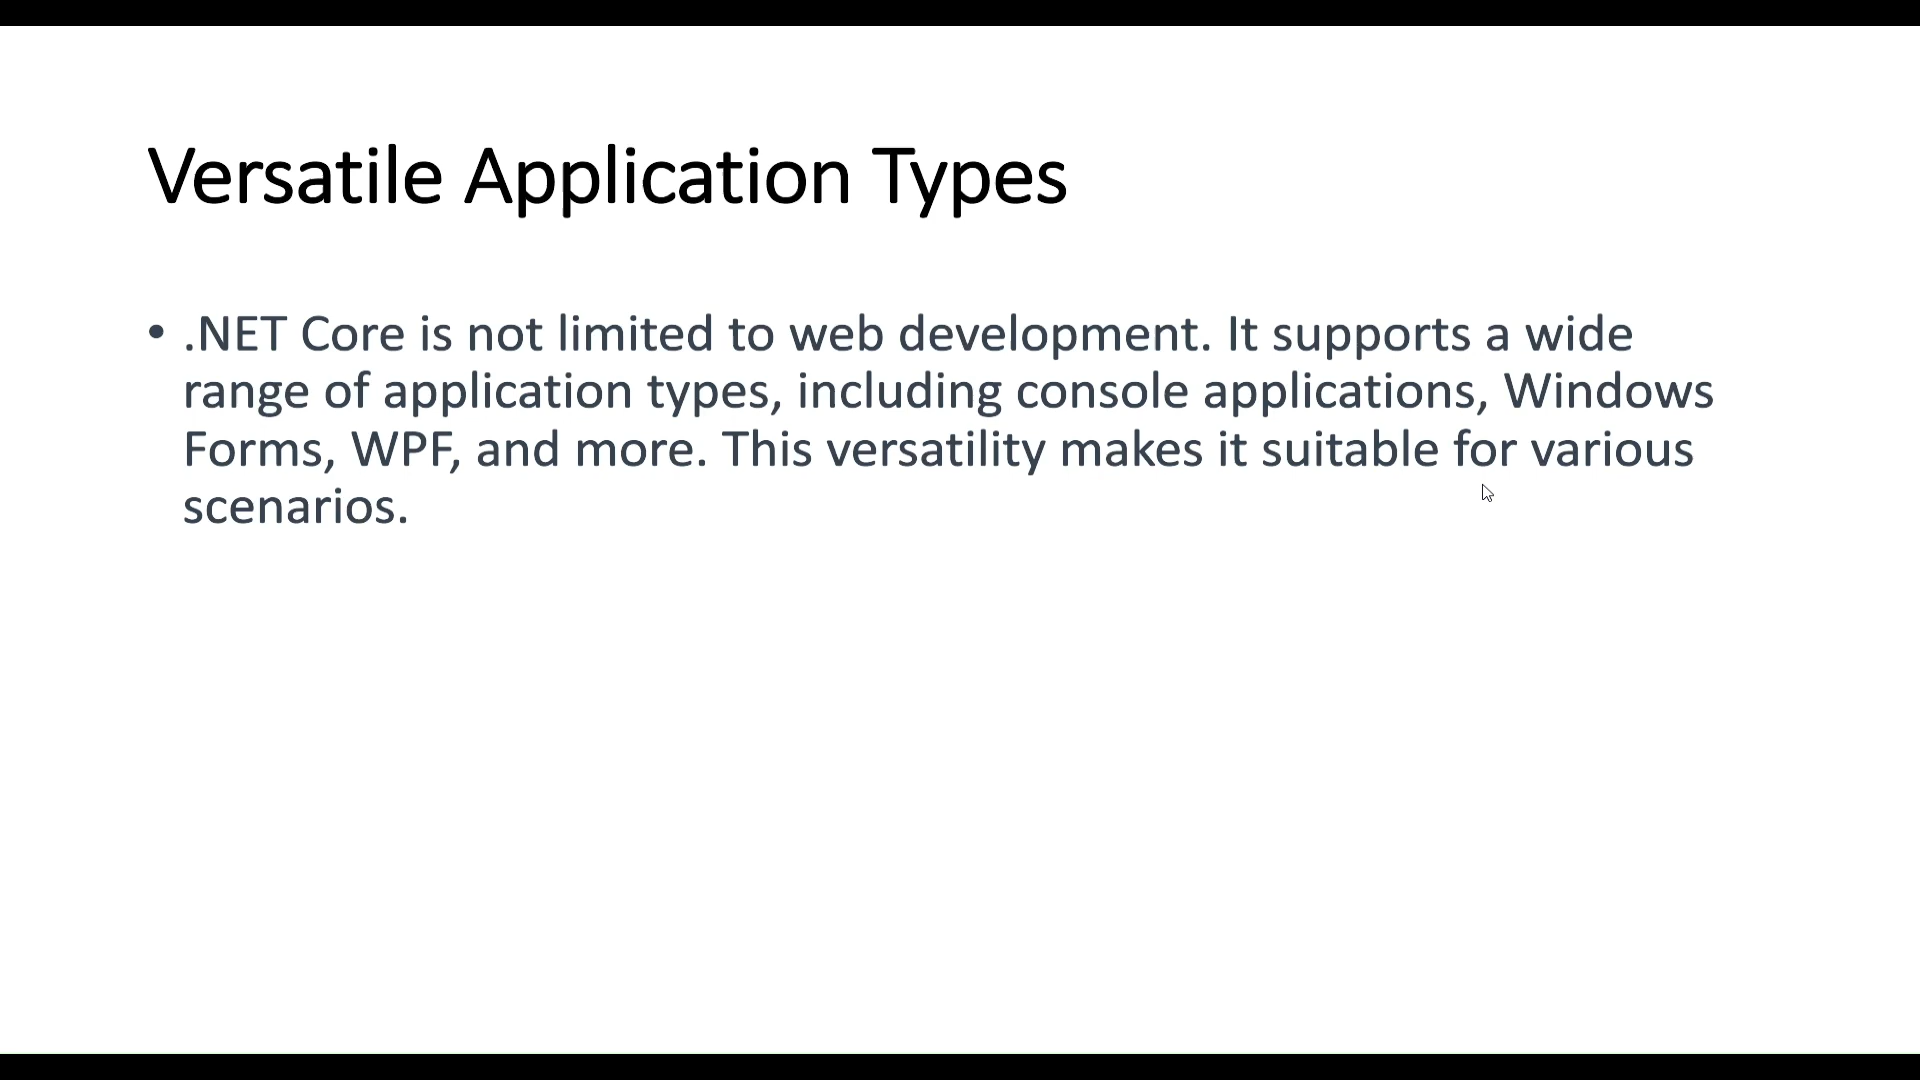 Versatile Application Types
• .NET Core is not limited to web development. It supports a wide
range of application types, including console applications, Windows
Forms, WPF, and more. This versatility makes it suitable for various
scenarios.